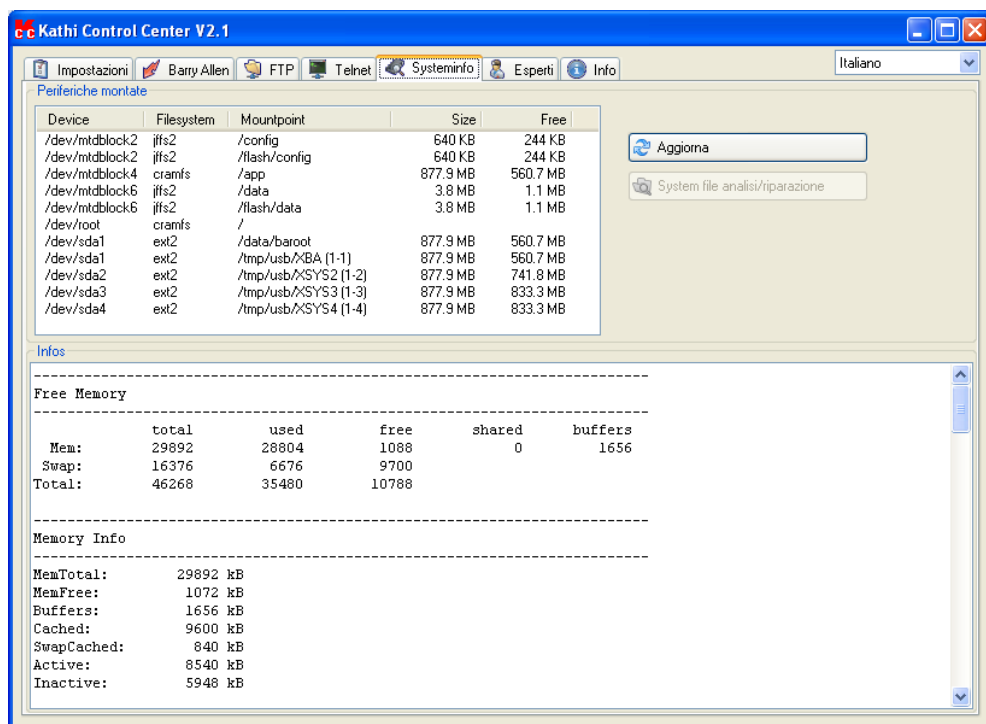 Kathi Control Center V2.1
Impostazioni Barry Allen FTP Telnet Systeminfo Esperti Info Italiano
Periferiche montate
Device Filesystem Mountpoint Size Free
/dev/mtdblock2 jffs2 /config 640 KB 244 KB
/dev/mtdblock2 jffs2 /flash/config 640 KB 244 KB
/dev/mtdblock4 cramfs /app 877.9 MB 560.7 MB
/dev/mtdblock6 jffs2 /data 3.8 MB 1.1 MB
/dev/mtdblock6 jffs2 /flash/data 3.8 MB 1.1 MB
/dev/root cramfs /
/dev/sda1 ext2 /data/baroot 877.9 MB 560.7 MB
/dev/sda1 ext2 /tmp/usb/XBA (1-1) 877.9 MB 560.7 MB
/dev/sda2 ext2 /tmp/usb/XSYS2 (1-2) 877.9 MB 741.8 MB
/dev/sda3 ext2 /tmp/usb/XSYS3 (1-3) 877.9 MB 833.3 MB
/dev/sda4 ext2 /tmp/usb/XSYS4 (1-4) 877.9 MB 833.3 MB
Aggiorna
System file analisi/riparazione
Infos
--------------------------------------------------------------------------
Free Memory
--------------------------------------------------------------------------
total used free shared buffers
Mem: 29892 28804 1088 0 1656
Swap: 16376 6676 9700
Total: 46268 35480 10788
--------------------------------------------------------------------------
Memory Info
--------------------------------------------------------------------------
MemTotal: 29892 kB
MemFree: 1072 kB
Buffers: 1656 kB
Cached: 9600 kB
SwapCached: 840 kB
Active: 8540 kB
Inactive: 5948 kB